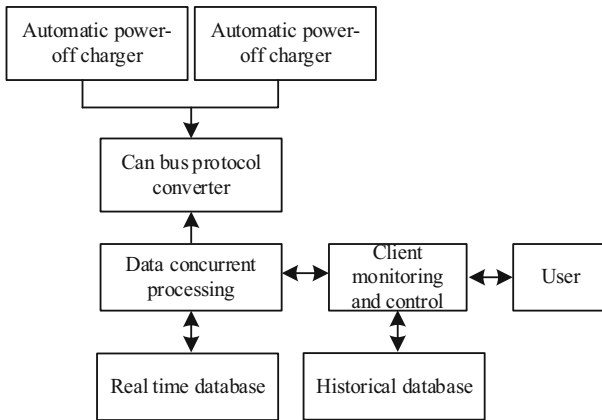 Automatic power-
off charger
Automatic power-
off charger
Can bus protocol
converter
Data concurrent
processing
Client
monitoring
and control
User
Real time database
Historical database